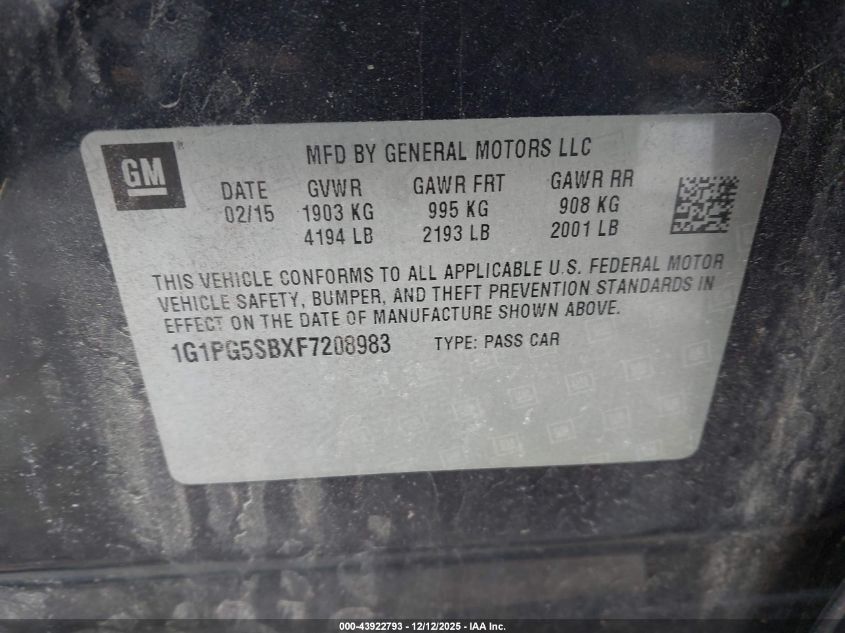 GM
MFD BY GENERAL MOTORS LLC
DATE GVWR GAWR FRT GAWR RR
02/15 1903 KG 995 KG 908 KG
4194 LB 2193 LB 2001 LB
THIS VEHICLE CONFORMS TO ALL APPLICABLE U.S. FEDERAL MOTOR
VEHICLE SAFETY, BUMPER, AND THEFT PREVENTION STANDARDS IN
EFFECT ON THE DATE OF MANUFACTURE SHOWN ABOVE.
1G1PG5SBXF7208983 TYPE: PASS CAR
000-43922793 - 12/12/2025 - IAA Inc.